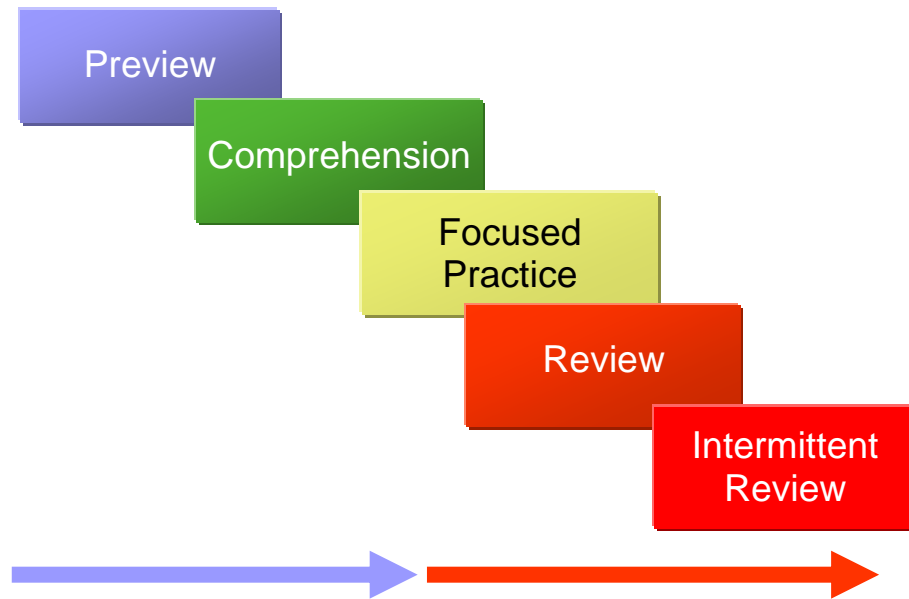 Preview
Comprehension
Focused
Practice
Review
Intermittent
Review